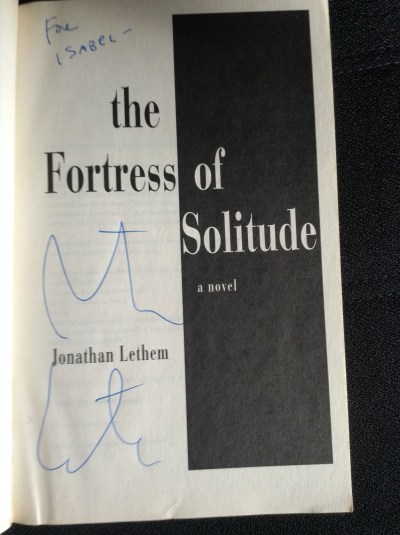 For
ISABEL –
the
Fortress of
Solitude
a novel
Jonathan Lethem